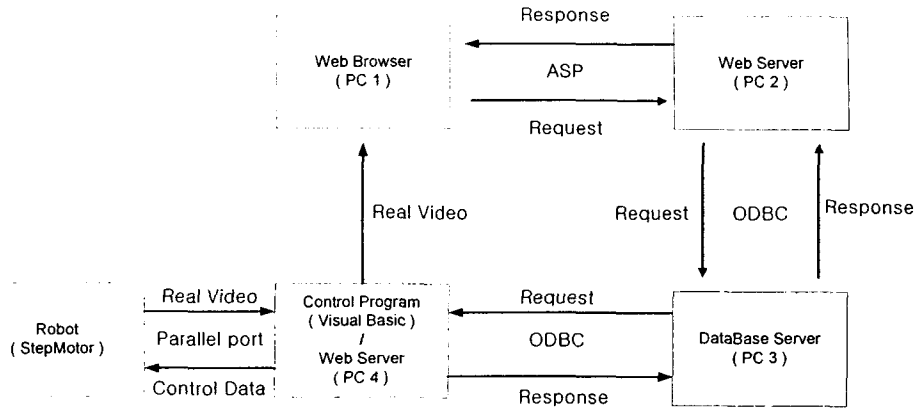 Response
Web Browser
( PC 1 )
ASP
Web Server
( PC 2 )
Request
Real Video
Request
ODBC
Response
Real Video
Robot
( StepMotor )
Parallel port
Control Data
Control Program
( Visual Basic )
/
Web Server
( PC 4 )
Request
ODBC
Response
DataBase Server
( PC 3 )